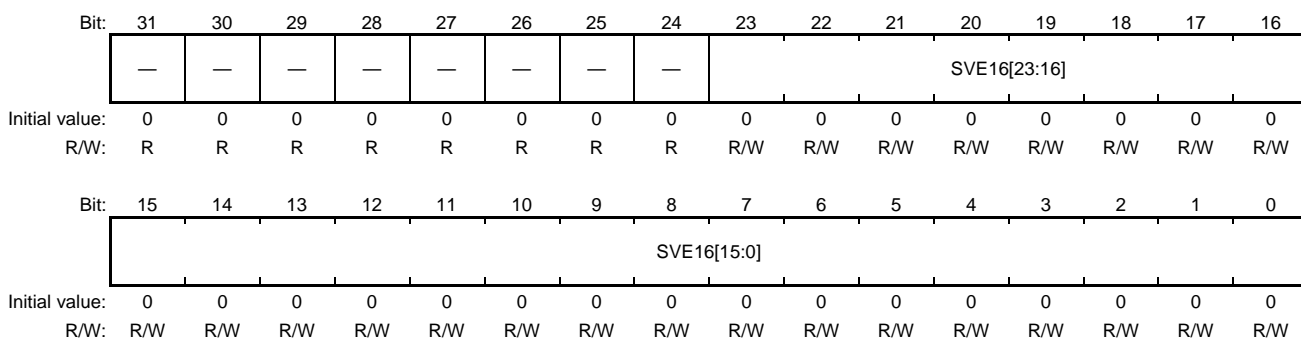 Bit: 31 30 29 28 27 26 25 24 23 22 21 20 19 18 17 16
— — — — — — — — SVE16[23:16]
Initial value: 0 0 0 0 0 0 0 0 0 0 0 0 0 0 0 0
R/W: R R R R R R R R R/W R/W R/W R/W R/W R/W R/W R/W
Bit: 15 14 13 12 11 10 9 8 7 6 5 4 3 2 1 0
SVE16[15:0]
Initial value: 0 0 0 0 0 0 0 0 0 0 0 0 0 0 0 0
R/W: R/W R/W R/W R/W R/W R/W R/W R/W R/W R/W R/W R/W R/W R/W R/W R/W